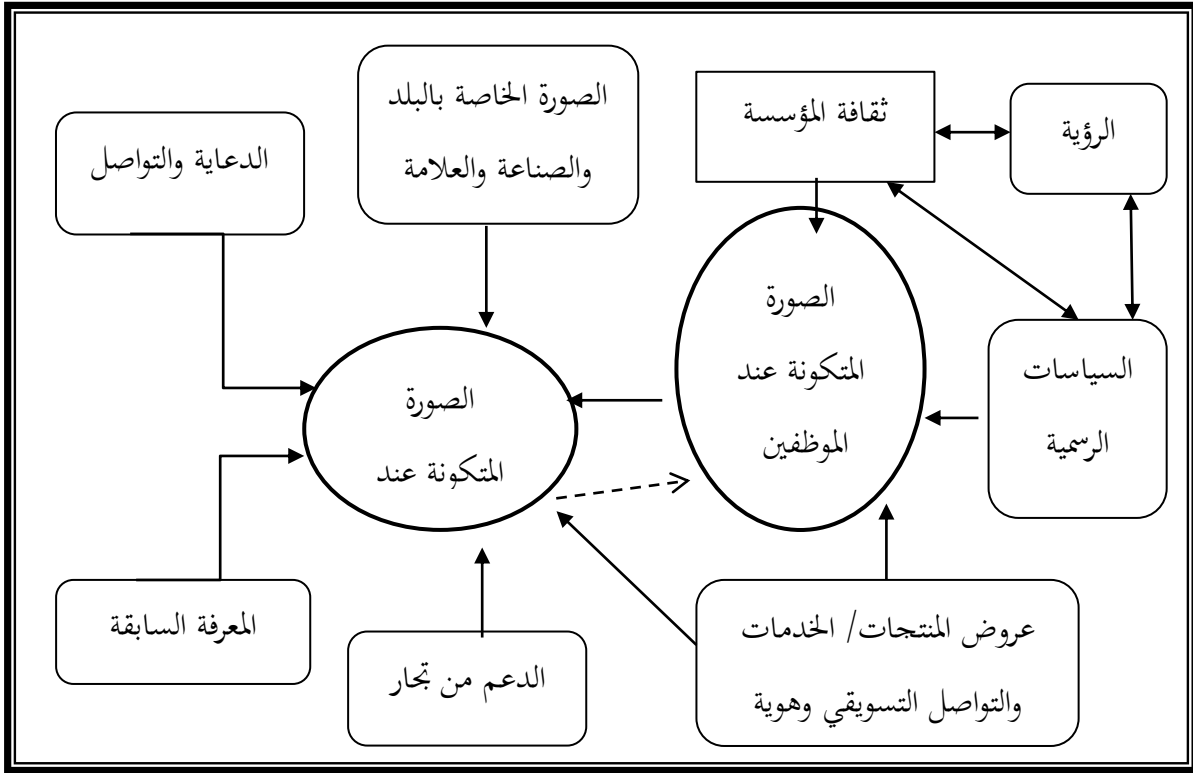 ثقافة المؤسسة
الرؤية
الصورة الخاصة بالبلد
والصناعة والعلامة
الدعاية والتواصل
الصورة
المتكونة عند
الموظفين
السياسات
الرسمية
الصورة
المتكونة عند
عروض المنتجات/ الخدمات
والتواصل التسويقي وهوية
الدعم من تجار
المعرفة السابقة